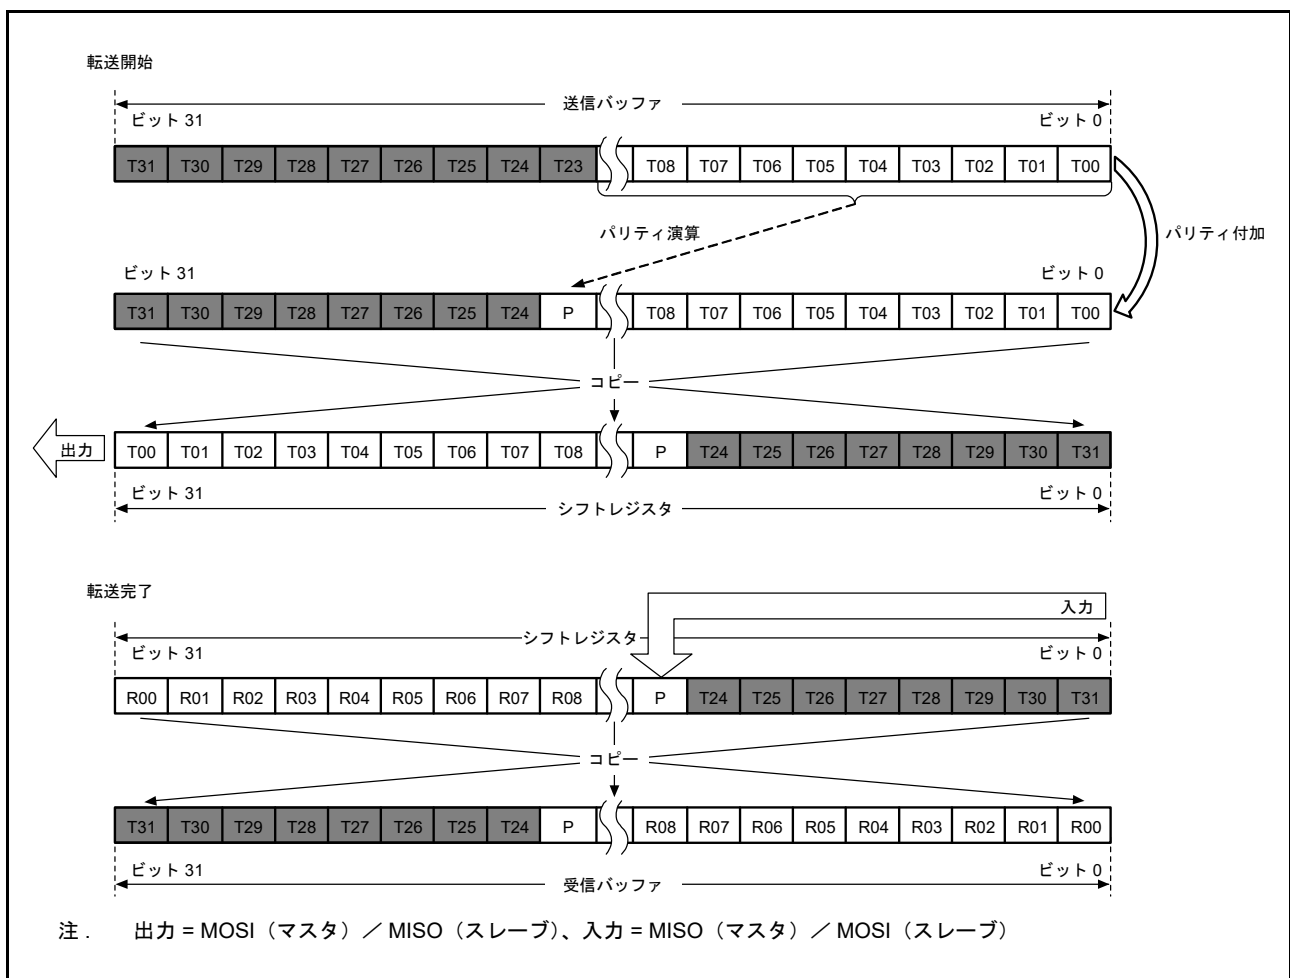 転送開始
送信バッファ
ビット 31 ビット 0
T31 T30 T29 T28 T27 T26 T25 T24 T23 T08 T07 T06 T05 T04 T03 T02 T01 T00
パリティ演算 パリティ付加
ビット 31 ビット 0
T31 T30 T29 T28 T27 T26 T25 T24 P T08 T07 T06 T05 T04 T03 T02 T01 T00
コピー
出力 T00 T01 T02 T03 T04 T05 T06 T07 T08 P T24 T25 T26 T27 T28 T29 T30 T31
ビット 31 ビット 0
シフトレジスタ
転送完了
入力
シフトレジスタ
ビット 31 ビット 0
R00 R01 R02 R03 R04 R05 R06 R07 R08 P T24 T25 T26 T27 T28 T29 T30 T31
コピー
T31 T30 T29 T28 T27 T26 T25 T24 P R08 R07 R06 R05 R04 R03 R02 R01 R00
ビット 31 ビット 0
受信バッファ
注 . 出力 = MOSI（マスタ）／ MISO（スレーブ）、入力 = MISO（マスタ）／ MOSI（スレーブ）